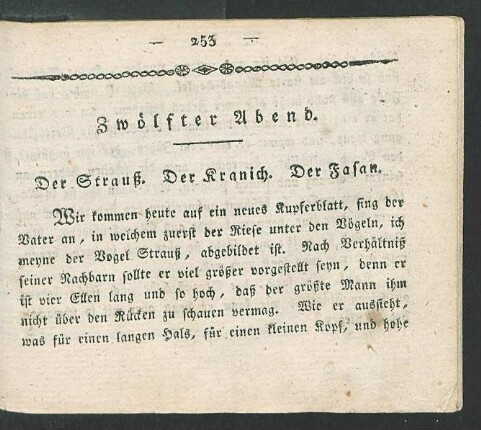 — 253 —
Zwölfter Abend.
Der Strauß. Der Kranich. Der Fasan.
Wir kommen heute auf ein neues Kupferblatt, fing der
Vater an, in welchem zuerst der Riese unter den Vögeln, ich
meyne der Vogel Strauß, abgebildet ist. Nach Verhältniß
seiner Nachbarn sollte er viel größer vorgestellt seyn, denn er
ist vier Ellen lang und so hoch, daß der größte Mann ihm
nicht über den Rücken zu schauen vermag. Wie er aussieht,
was für einen langen Hals, für einen kleinen Kopf, und hohe